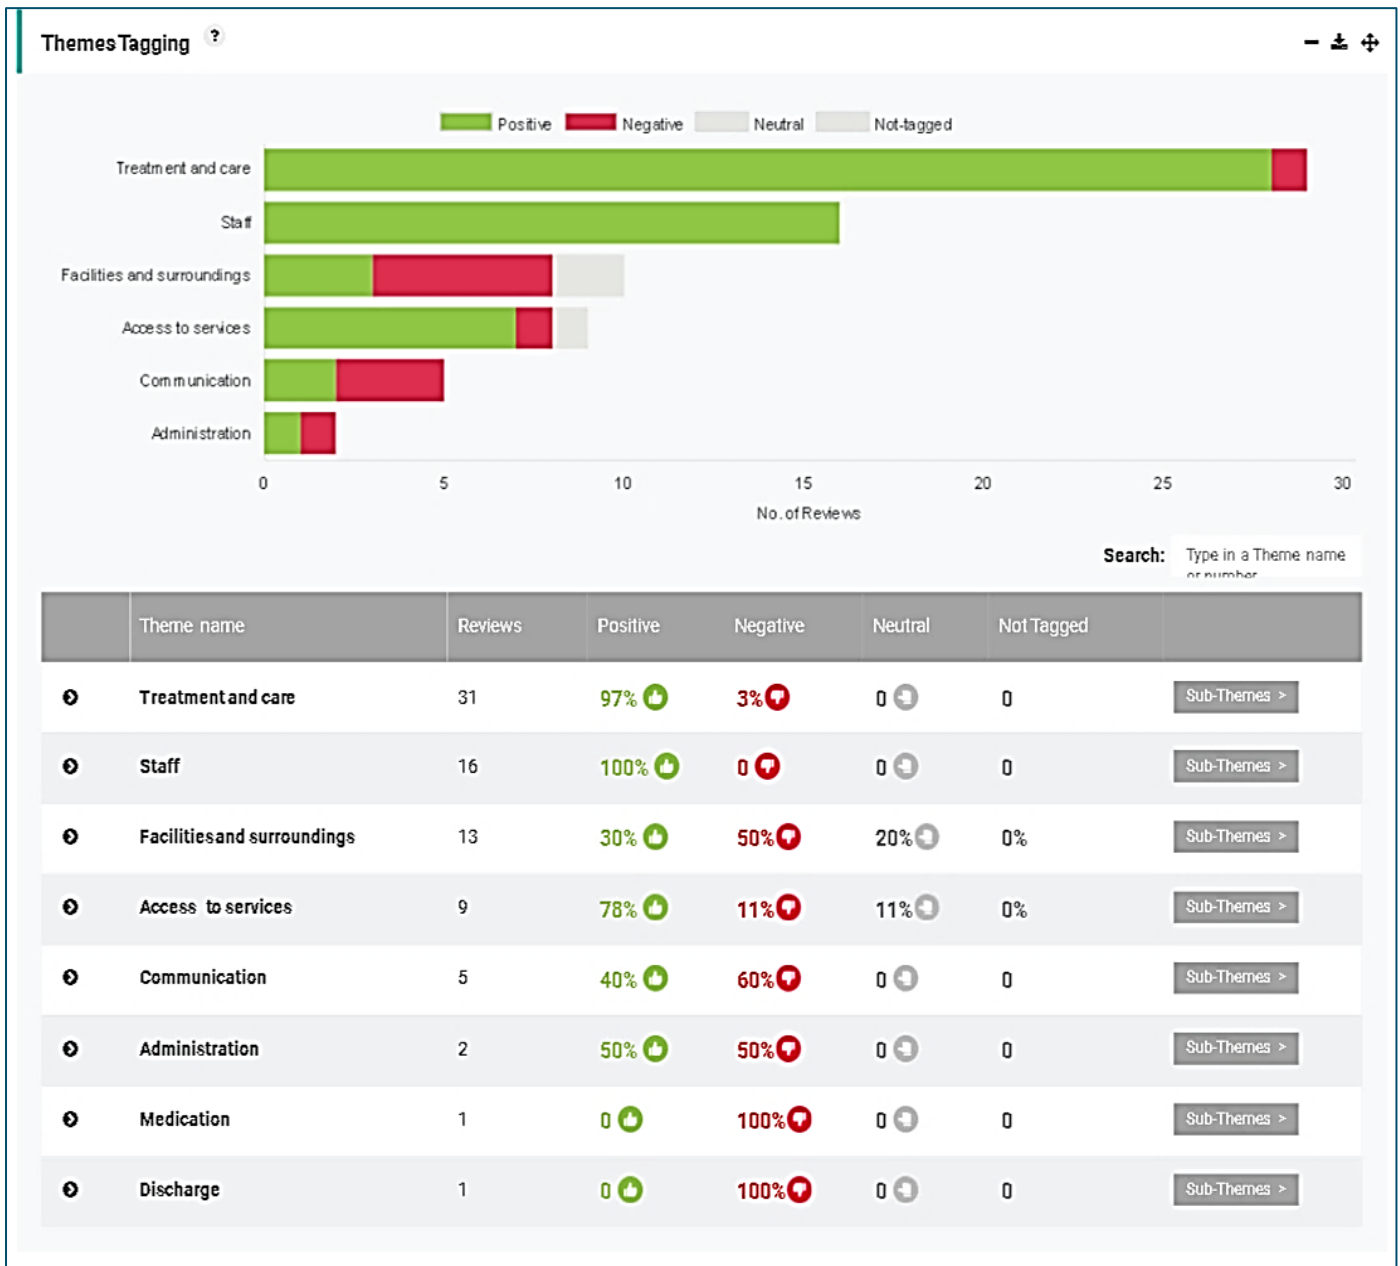 Themes Tagging ?
Positive Negative Neutral Not-tagged
Treatment and care
Staff
Facilities and surroundings
Access to services
Communication
Administration
0 5 10 15 20 25 30
No. of Reviews
Search: Type in a Theme name
or number
Theme name Reviews Positive Negative Neutral Not Tagged
Treatment and care 31 97% 3% 0 0 Sub-Themes >
Staff 16 100% 0 0 0 Sub-Themes >
Facilities and surroundings 13 30% 50% 20% 0% Sub-Themes >
Access to services 9 78% 11% 11% 0% Sub-Themes >
Communication 5 40% 60% 0 0 Sub-Themes >
Administration 2 50% 50% 0 0 Sub-Themes >
Medication 1 0 100% 0 0 Sub-Themes >
Discharge 1 0 100% 0 0 Sub-Themes >